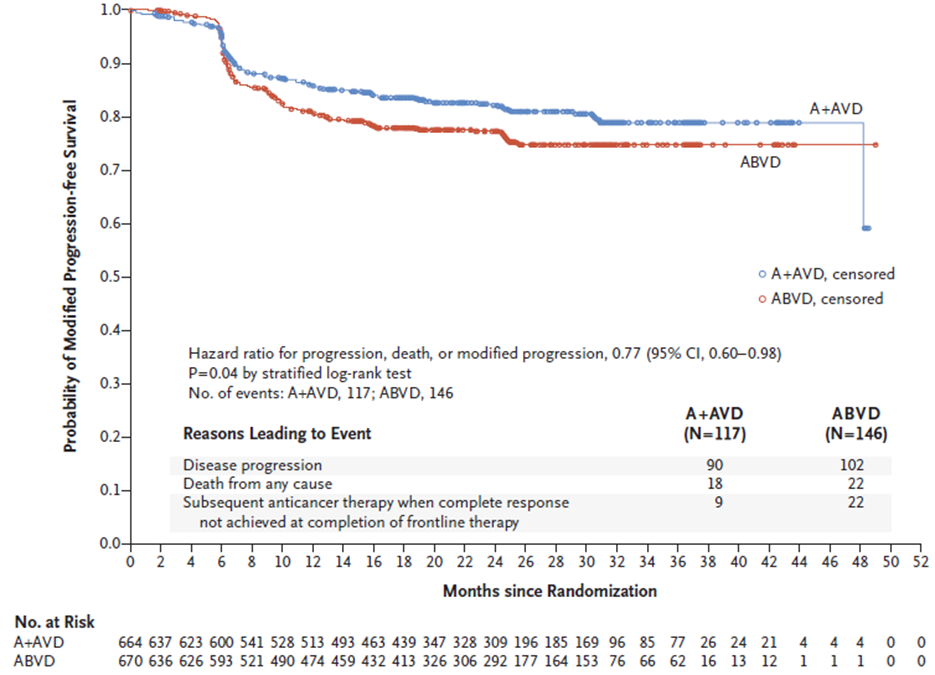 1.0
0.9
0.8
0.7
0.6
0.5
0.4
0.3
0.2
0.1
0.0
Probability of Modified Progression-free Survival
A+AVD
ABVD
A+AVD, censored
ABVD, censored
Hazard ratio for progression, death, or modified progression, 0.77 (95% CI, 0.60–0.98)
P=0.04 by stratified log-rank test
No. of events: A+AVD, 117; ABVD, 146
Reasons Leading to Event A+AVD (N=117) ABVD (N=146)
Disease progression 90 102
Death from any cause 18 22
Subsequent anticancer therapy when complete response 9 22
not achieved at completion of frontline therapy
0 2 4 6 8 10 12 14 16 18 20 22 24 26 28 30 32 34 36 38 40 42 44 46 48 50 52
Months since Randomization
No. at Risk
A+AVD 664 637 623 600 541 528 513 493 463 439 347 328 309 196 185 169 96 85 77 26 24 21 4 4 4 0 0
ABVD 670 636 626 593 521 490 474 459 432 413 326 306 292 177 164 153 76 66 62 16 13 12 1 1 1 0 0